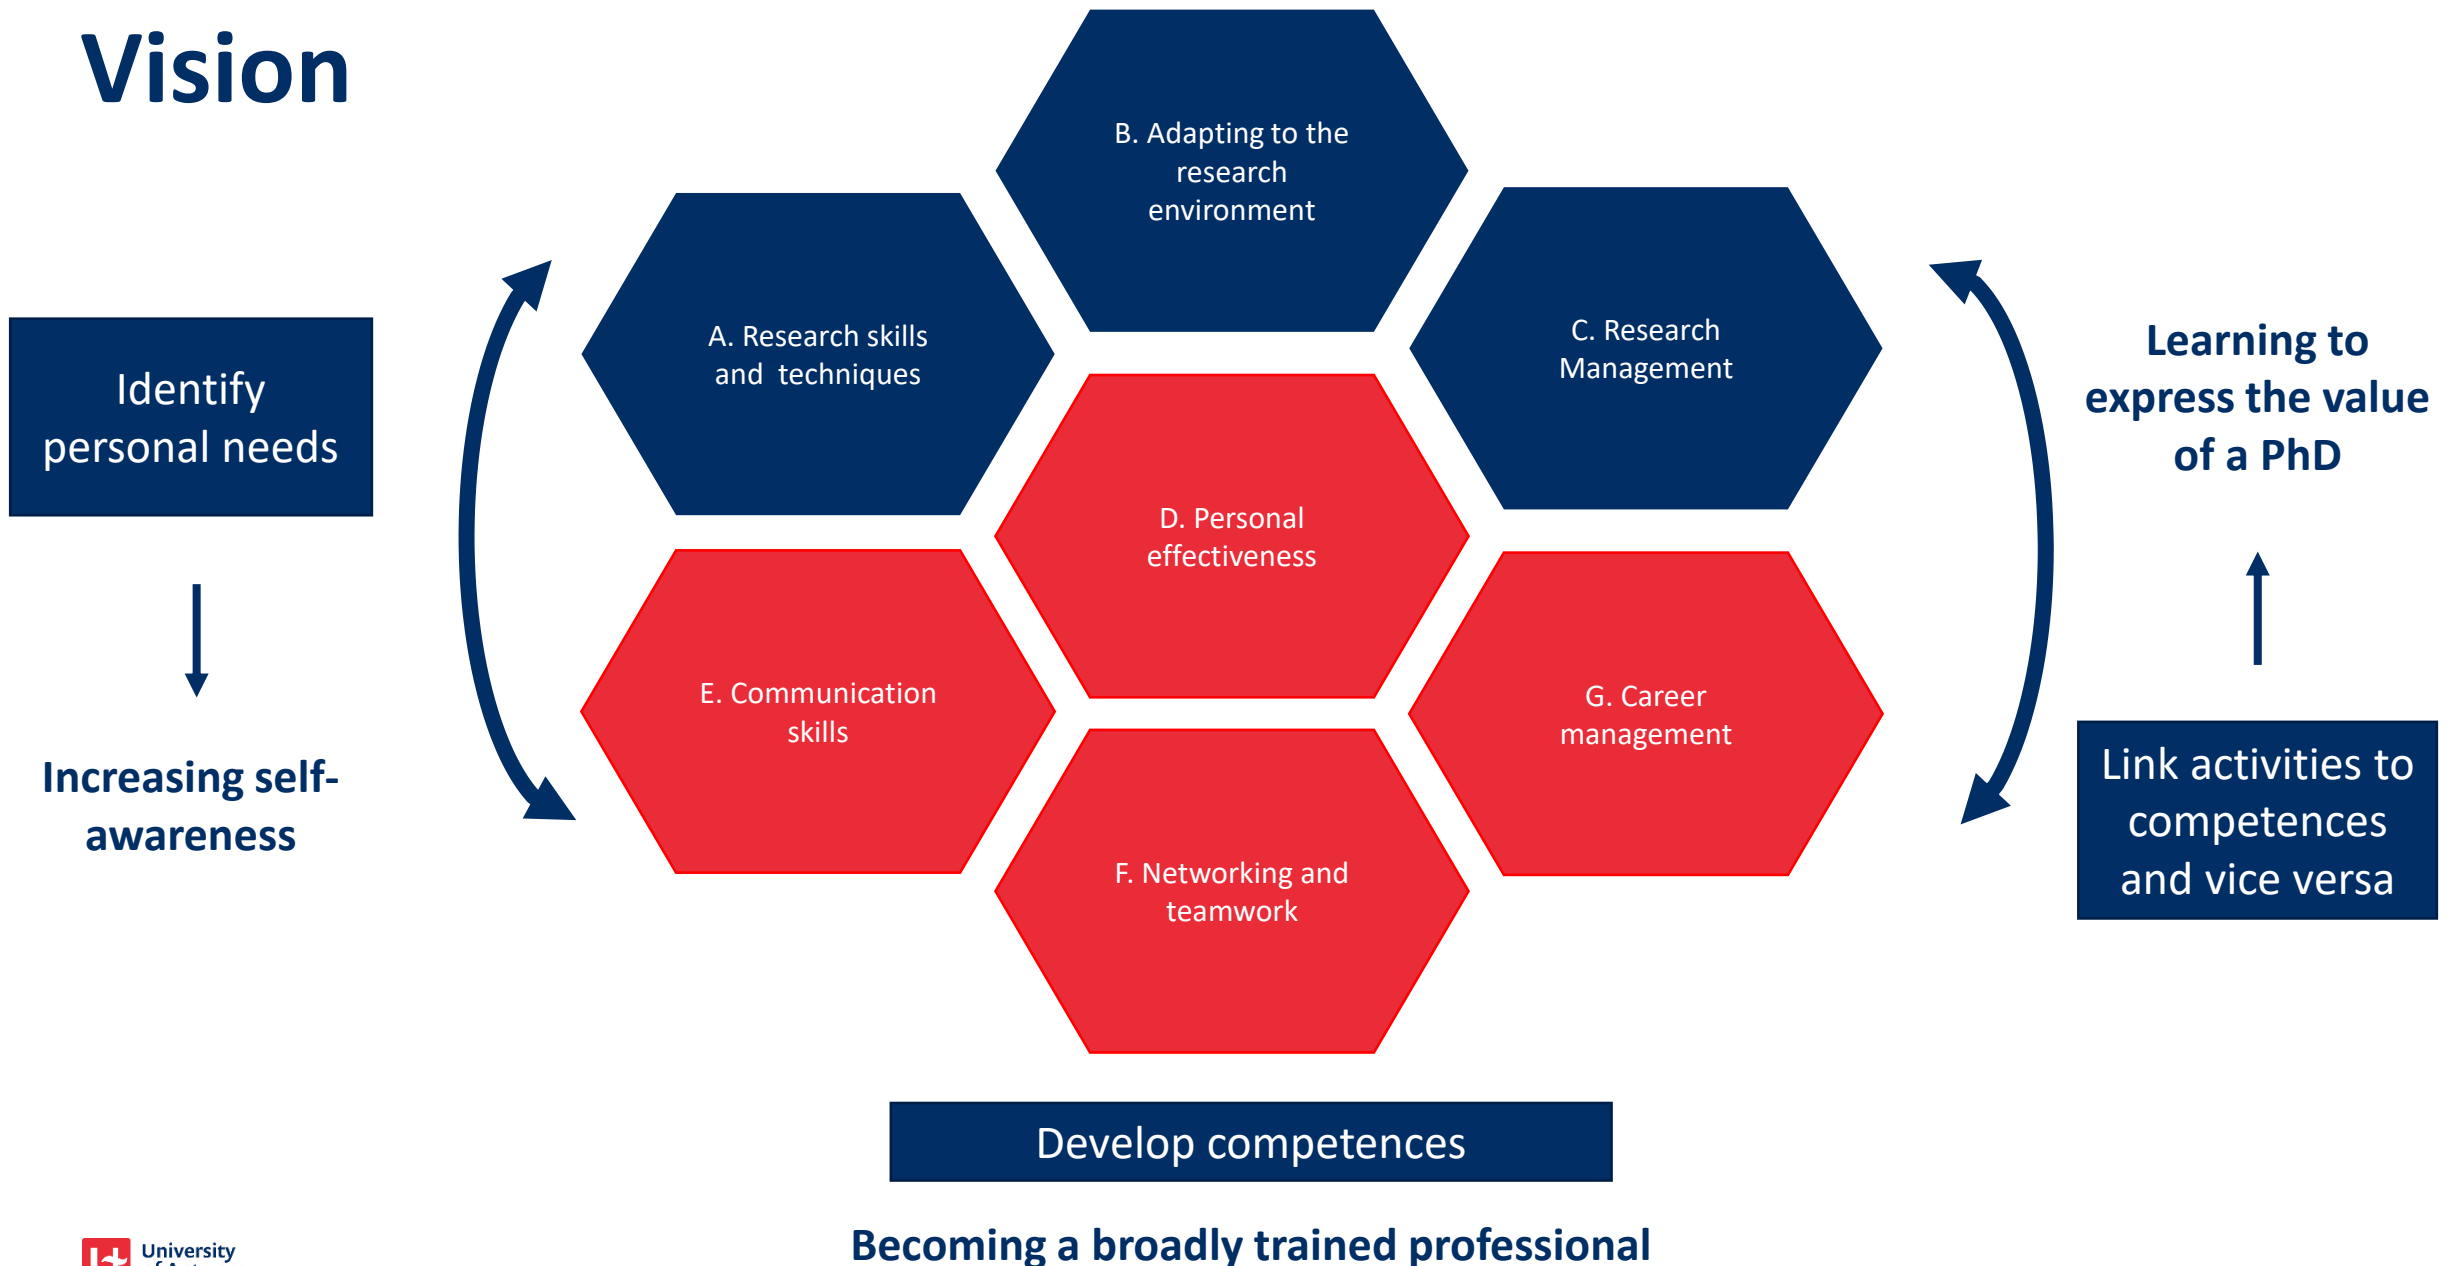 Vision
B. Adapting to the
research
environment
A. Research skills
and techniques
C. Research
Management
Identify
personal needs
Learning to
express the value
of a PhD
D. Personal
effectiveness
E. Communication
skills
G. Career
management
Increasing self-
awareness
Link activities to
competences
and vice versa
F. Networking and
teamwork
Develop competences
Becoming a broadly trained professional
University